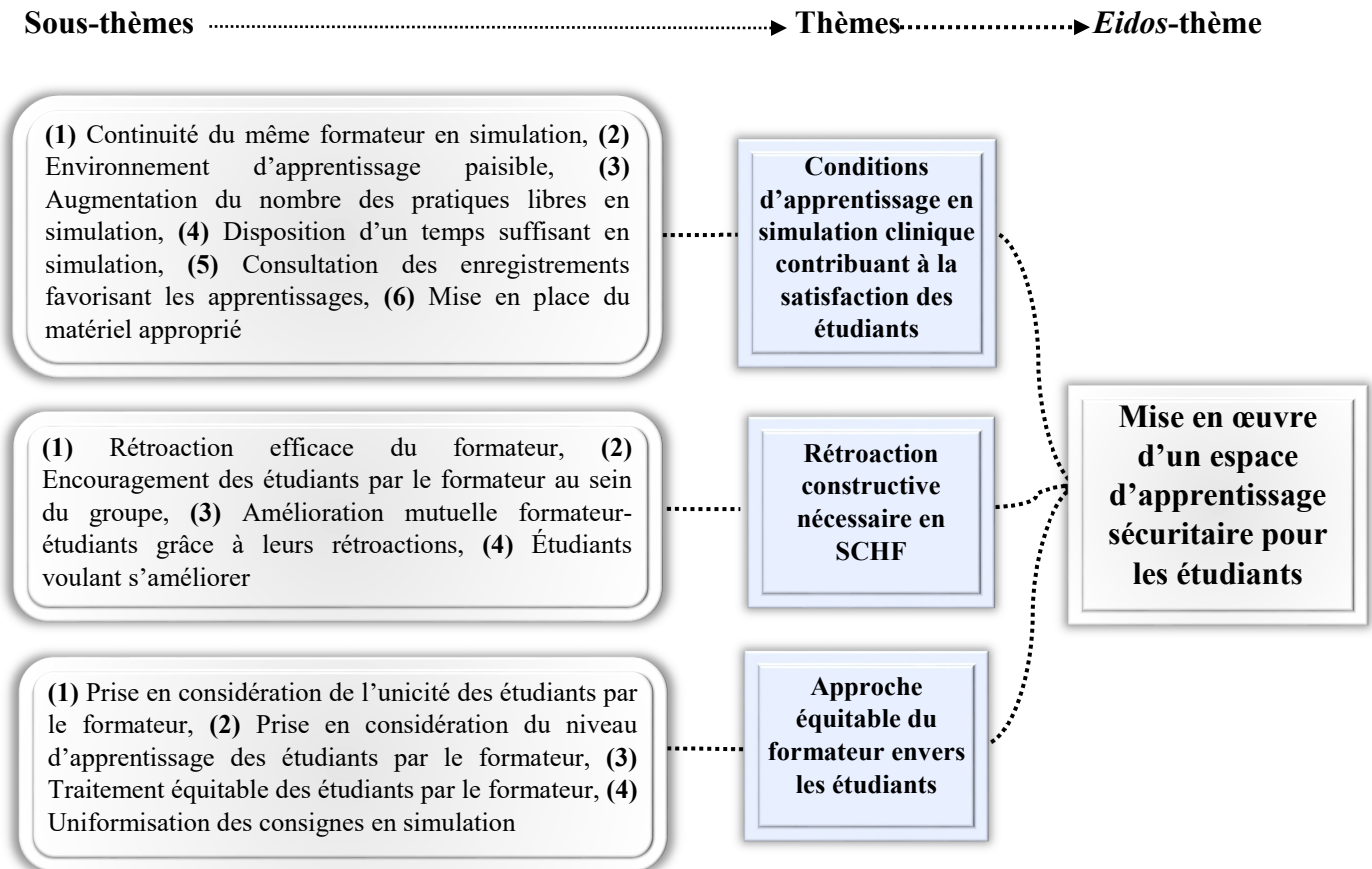 Sous-thèmes
Thèmes
Eidos-thème
(1) Continuité du même formateur en simulation, (2)
Environnement d’apprentissage paisible, (3)
Augmentation du nombre des pratiques libres en
simulation, (4) Disposition d’un temps suffisant en
simulation, (5) Consultation des enregistrements
favorisant les apprentissages, (6) Mise en place du
matériel approprié
Conditions
d’apprentissage en
simulation clinique
contribuant à la
satisfaction des
étudiants
(1) Rétroaction efficace du formateur, (2)
Encouragement des étudiants par le formateur au sein
du groupe, (3) Amélioration mutuelle formateur-
étudiants grâce à leurs rétroactions, (4) Étudiants
voulant s’améliorer
Rétroaction
constructive
nécessaire en
SCHF
(1) Prise en considération de l’unicité des étudiants par
le formateur, (2) Prise en considération du niveau
d’apprentissage des étudiants par le formateur, (3)
Traitement équitable des étudiants par le formateur, (4)
Uniformisation des consignes en simulation
Approche
équitable du
formateur envers
les étudiants
Mise en œuvre
d’un espace
d’apprentissage
sécuritaire pour
les étudiants